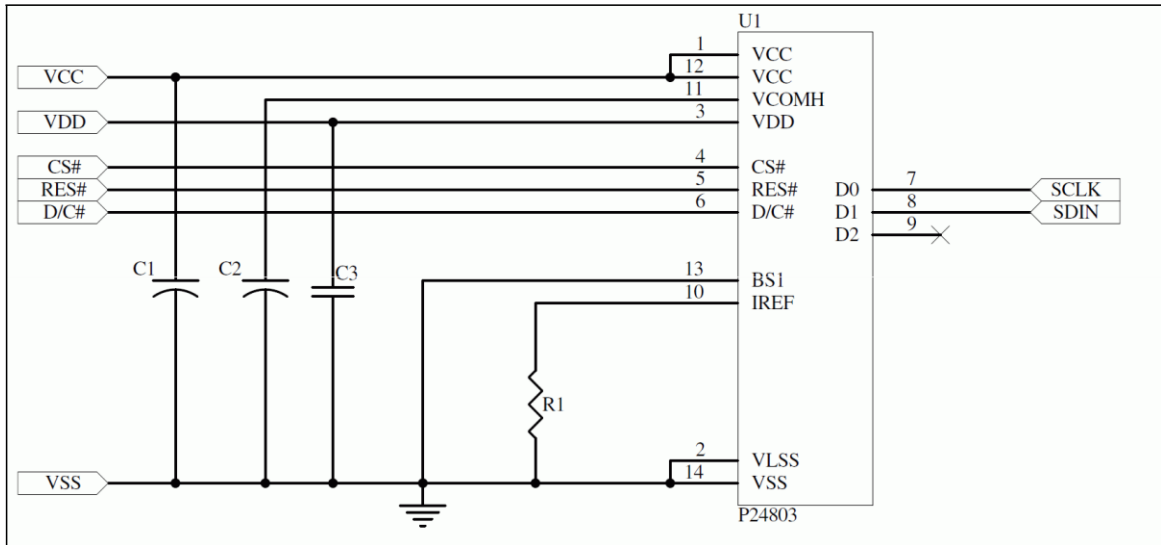 U1
1 VCC
VCC 12 VCC
11 VCOMH
VDD 3 VDD
CS# 4 CS#
RES# 5 RES# D0 7 SCLK
D/C# 6 D/C# D1 8 SDIN
D2 9
C1 C2 C3 13 BS1
10 IREF
R1
2 VLSS
VSS 14 VSS
P24803